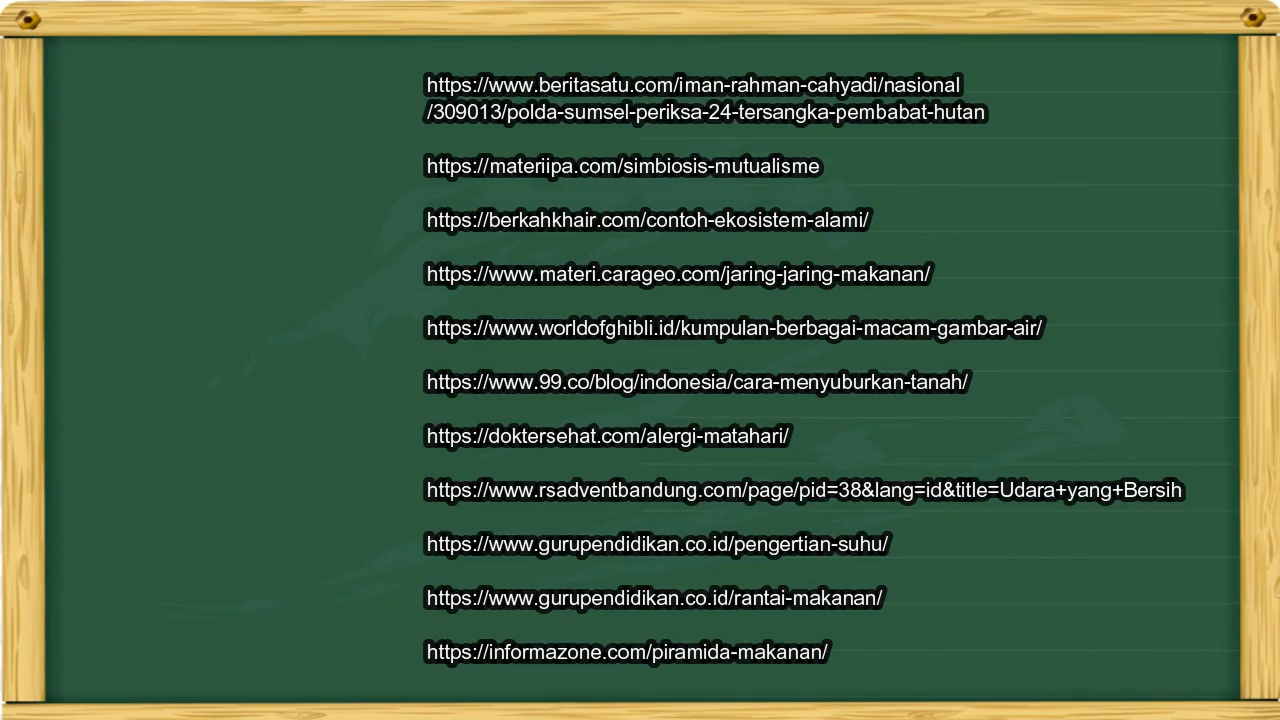 https://www.beritasatu.com/iman-rahman-cahyadi/nasional
/309013/polda-sumsel-periksa-24-tersangka-pembabat-hutan
https://materiipa.com/simbiosis-mutualisme
https://berkahkhair.com/contoh-ekosistem-alami/
https://www.materi.carageo.com/jaring-jaring-makanan/
https://www.worldofghibli.id/kumpulan-berbagai-macam-gambar-air/
https://www.99.co/blog/indonesia/cara-menyuburkan-tanah/
https://doktersehat.com/alergi-matahari/
https://www.rsadventbandung.com/page/pid=38&lang=id&title=Udara+yang+Bersih
https://www.gurupendidikan.co.id/pengertian-suhu/
https://www.gurupendidikan.co.id/rantai-makanan/
https://informazone.com/piramida-makanan/